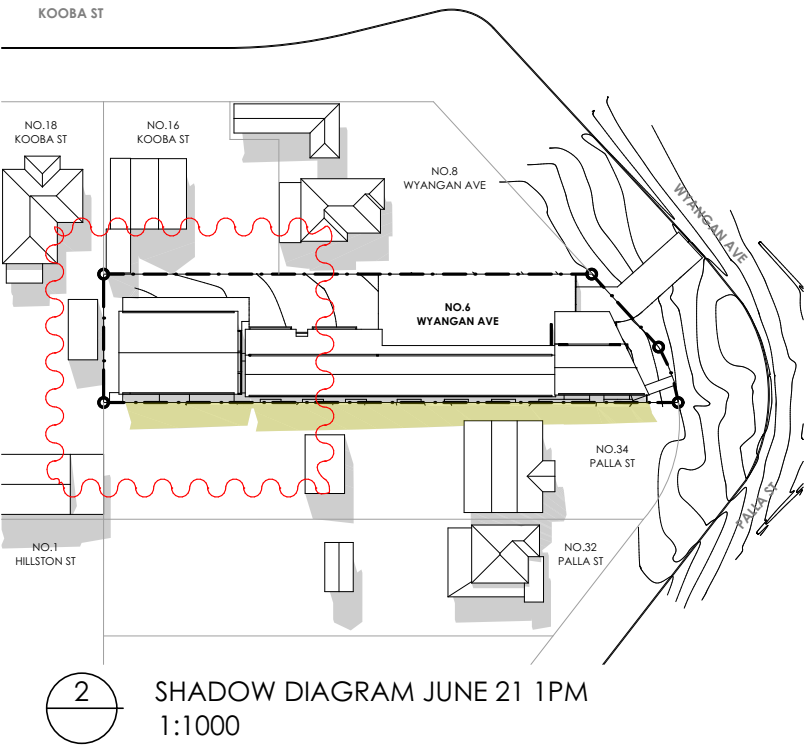 KOOBA ST
NO.18
KOOBA ST
NO.16
KOOBA ST
NO.8
WYANGAN AVE
WYANGAN AVE
NO.6
WYANGAN AVE
NO.34
PALLA ST
PALLA ST
NO.1
HILLSTON ST
NO.32
PALLA ST
2
SHADOW DIAGRAM JUNE 21 1PM
1:1000